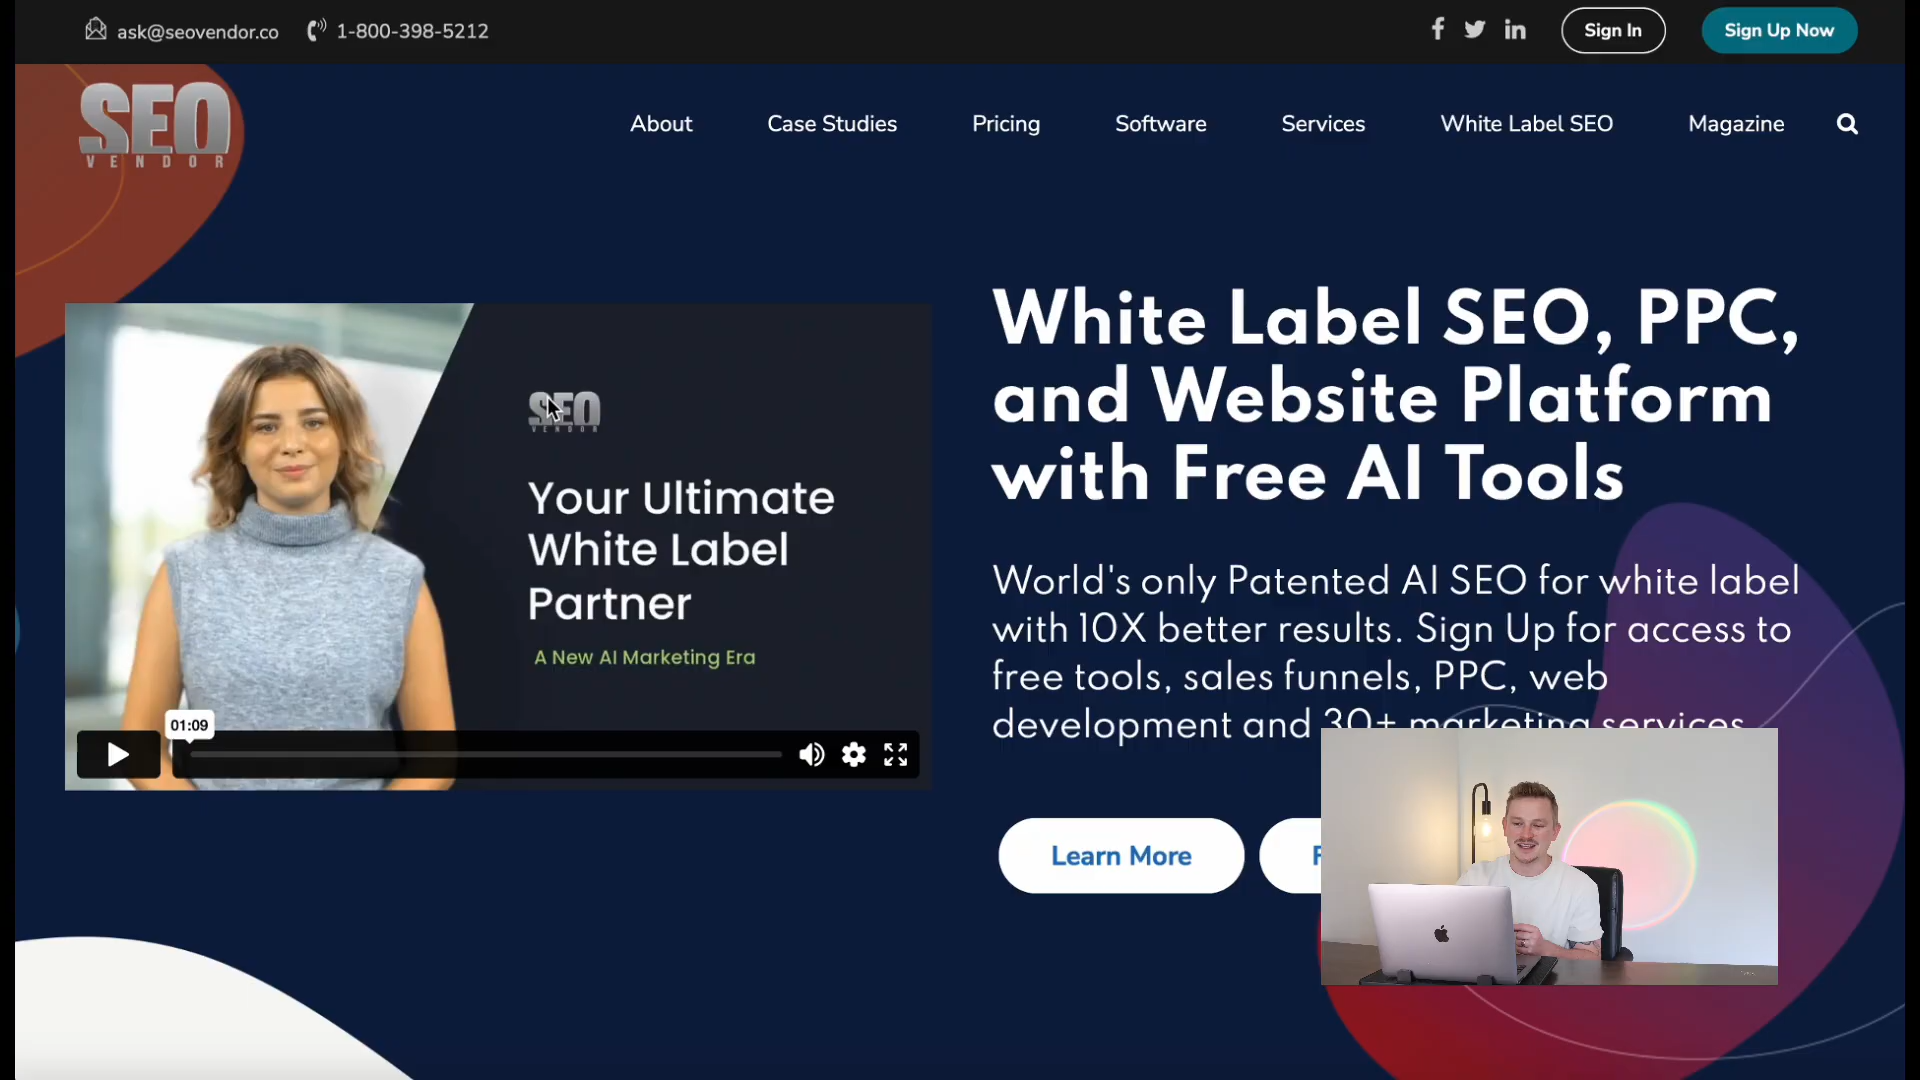 ask@seovendor.co
1-800-398-5212
Sign In
Sign Up Now
SEO
VENDOR
About
Case Studies
Pricing
Software
Services
White Label SEO
Magazine
SEO
VENDOR
Your Ultimate
White Label
Partner
A New AI Marketing Era
01:09
White Label SEO, PPC,
and Website Platform
with Free AI Tools
World's only Patented AI SEO for white label
with 10X better results. Sign Up for access to
free tools, sales funnels, PPC, web
development and 30+ marketing services
Learn More